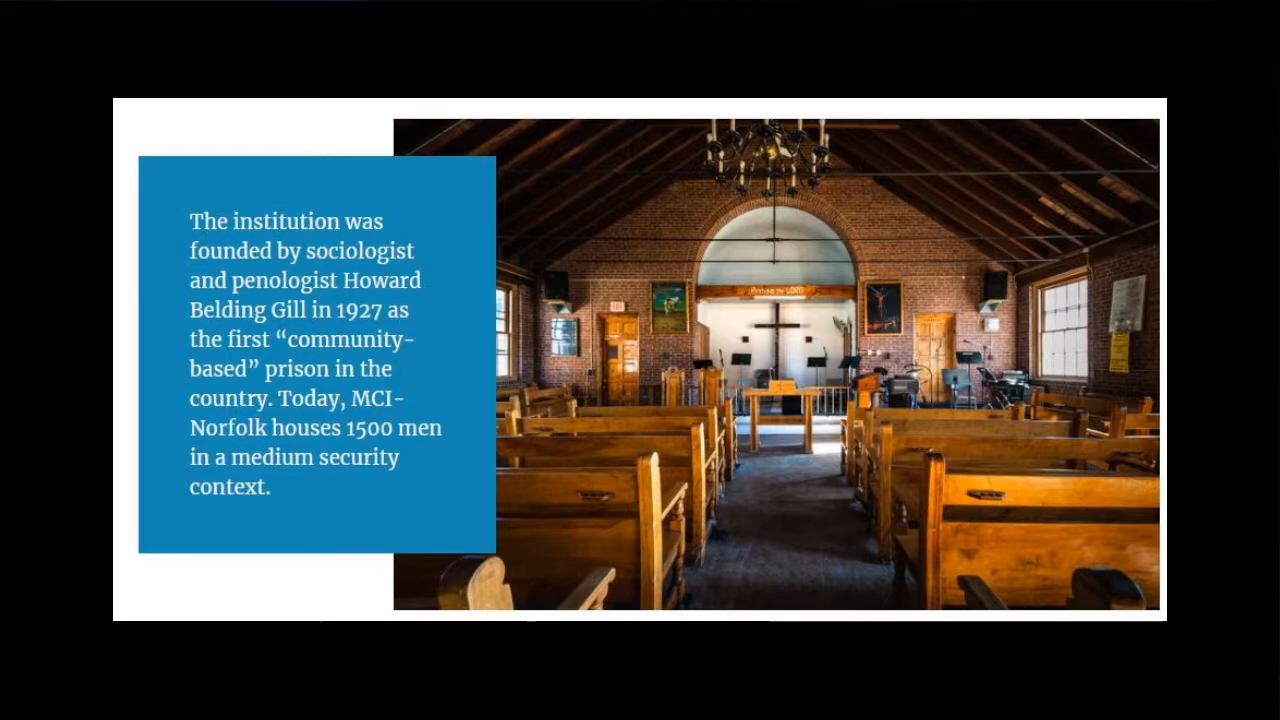 The institution was
founded by sociologist
and penologist Howard
Belding Gill in 1927 as
the first “community-
based” prison in the
country. Today, MCI-
Norfolk houses 1500 men
in a medium security
context.
Praise the LORD